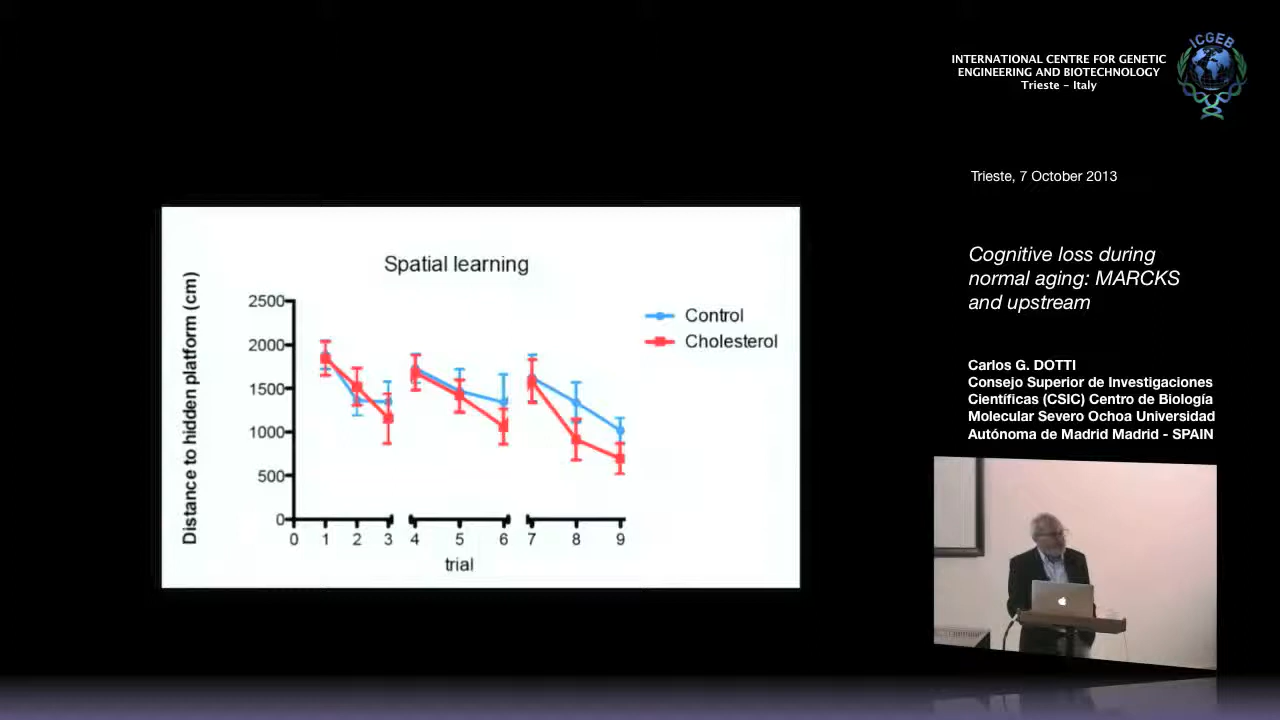 ICGEB
INTERNATIONAL CENTRE FOR GENETIC
ENGINEERING AND BIOTECHNOLOGY
Trieste – Italy
Trieste, 7 October 2013
Cognitive loss during
normal aging: MARCKS
and upstream
Carlos G. DOTTI
Consejo Superior de Investigaciones
Científicas (CSIC) Centro de Biología
Molecular Severo Ochoa Universidad
Autónoma de Madrid Madrid - SPAIN
Spatial learning
Distance to hidden platform (cm)
2500
2000
1500
1000
500
0
0 1 2 3 4 5 6 7 8 9
trial
Control
Cholesterol